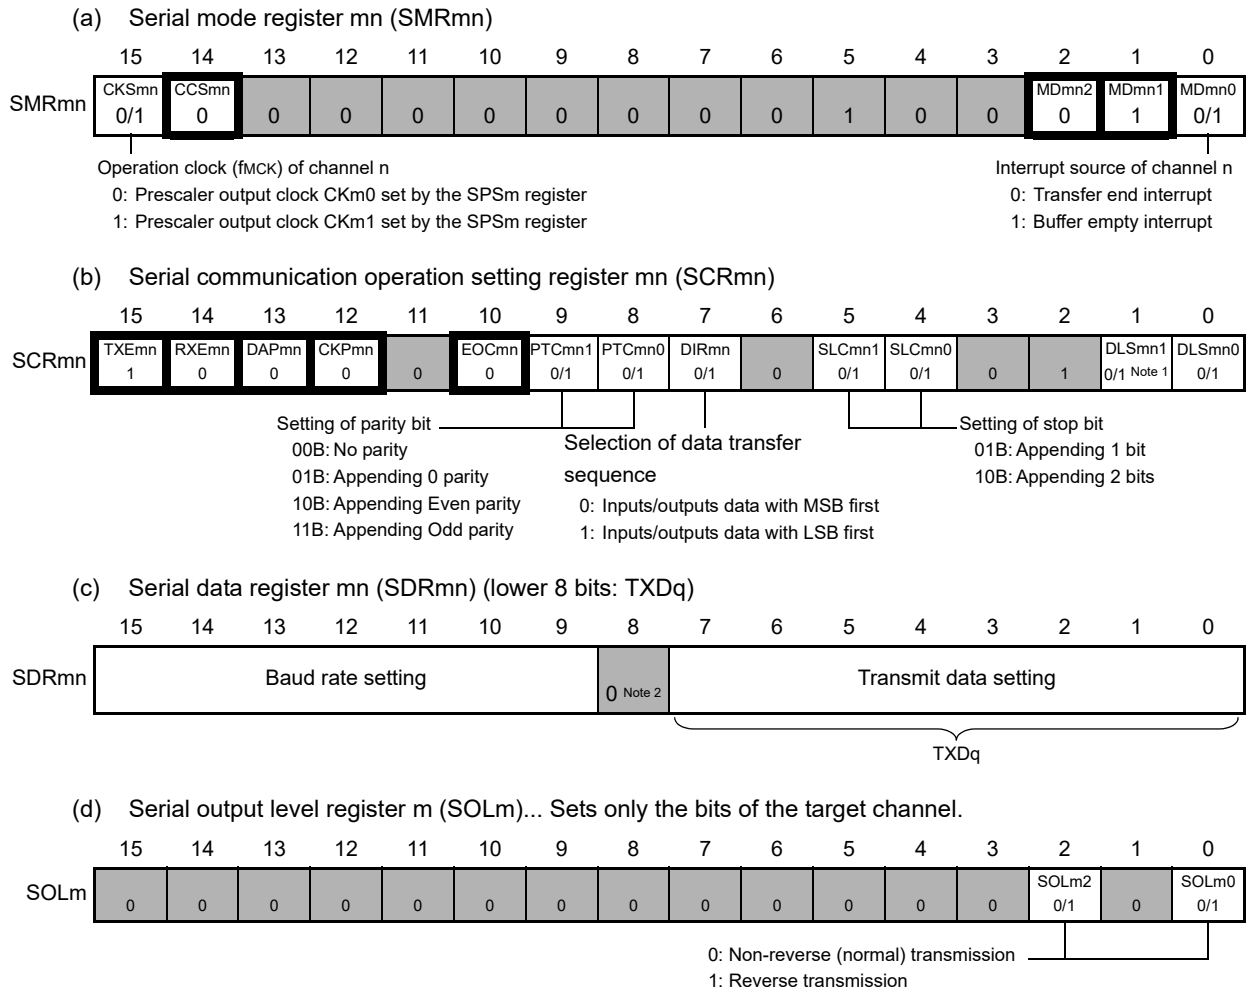 (a) Serial mode register mn (SMRmn)
15 14 13 12 11 10 9 8 7 6 5 4 3 2 1 0
SMRmn
CKSmn CCSmn MDmn2 MDmn1 MDmn0
0/1 0 0 0 0 0 0 0 0 0 1 0 0 0 1 0/1
Operation clock (fMCK) of channel n
0: Prescaler output clock CKm0 set by the SPSm register
1: Prescaler output clock CKm1 set by the SPSm register
Interrupt source of channel n
0: Transfer end interrupt
1: Buffer empty interrupt
(b) Serial communication operation setting register mn (SCRmn)
15 14 13 12 11 10 9 8 7 6 5 4 3 2 1 0
SCRmn
TXEmn RXEmn DAPmn CKPmn EOCmn PTCmn1 PTCmn0 DIRmn SLCmn1 SLCmn0 DLSmn1 DLSmn0
1 0 0 0 0 0 0/1 0/1 0/1 0 0/1 0/1 0 1 0/1 Note 1 0/1
Setting of parity bit
00B: No parity
01B: Appending 0 parity
10B: Appending Even parity
11B: Appending Odd parity
Selection of data transfer
sequence
0: Inputs/outputs data with MSB first
1: Inputs/outputs data with LSB first
Setting of stop bit
01B: Appending 1 bit
10B: Appending 2 bits
(c) Serial data register mn (SDRmn) (lower 8 bits: TXDq)
15 14 13 12 11 10 9 8 7 6 5 4 3 2 1 0
SDRmn
Baud rate setting
0 Note 2
Transmit data setting
TXDq
(d) Serial output level register m (SOLm)... Sets only the bits of the target channel.
15 14 13 12 11 10 9 8 7 6 5 4 3 2 1 0
SOLm
SOLm2 SOLm0
0 0 0 0 0 0 0 0 0 0 0 0 0 0/1 0 0/1
0: Non-reverse (normal) transmission
1: Reverse transmission